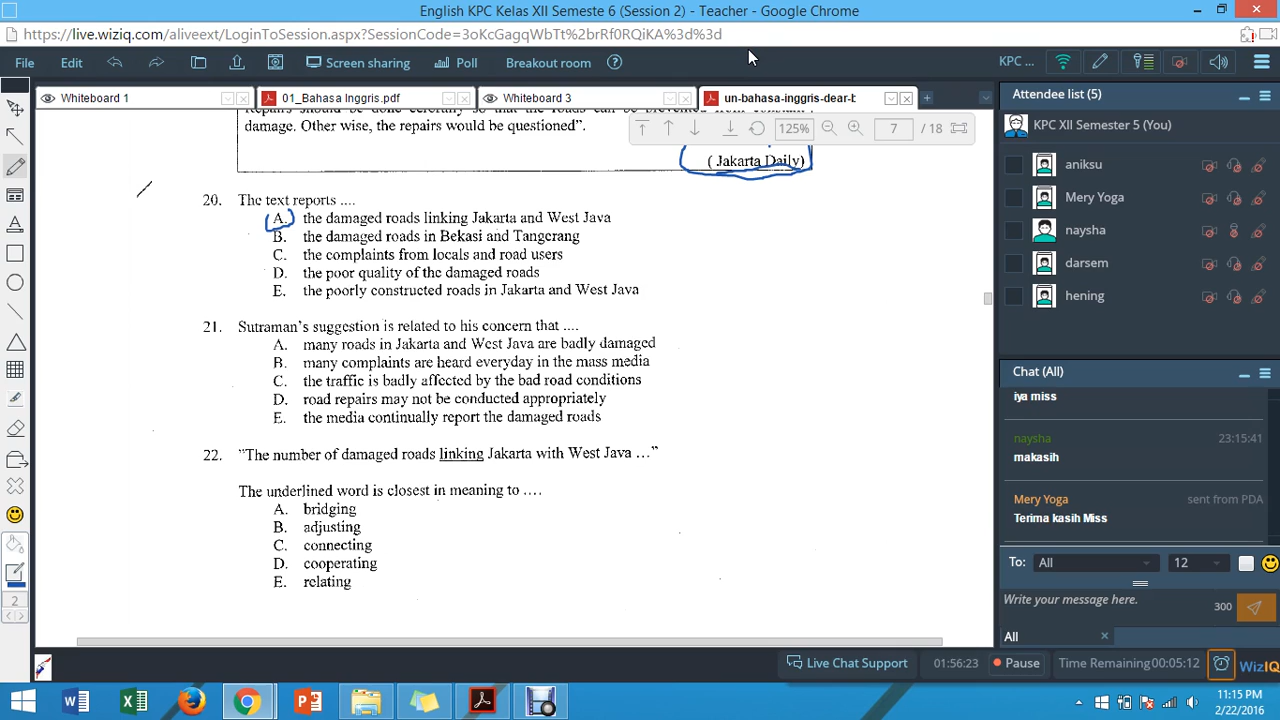 English KPC Kelas XII Semeste 6 (Session 2) - Teacher - Google Chrome
https://live.wiziq.com/aliveext/LoginToSession.aspx?SessionCode=3oKcGagqWbTt%2brRf0RQiKA%3d%3d
File Edit Screen sharing Poll Breakout room KPC ...
Whiteboard 1 01_Bahasa Inggris.pdf Whiteboard 3 un-bahasa-inggris-dear-b
Attendee list (5)
KPC XII Semester 5 (You)
aniksu
Mery Yoga
naysha
darsem
hening
125% 7 / 18
damage. Other wise, the repairs would be questioned”.
( Jakarta Daily)
20. The text reports ....
A. the damaged roads linking Jakarta and West Java
B. the damaged roads in Bekasi and Tangerang
C. the complaints from locals and road users
D. the poor quality of the damaged roads
E. the poorly constructed roads in Jakarta and West Java
21. Sutraman's suggestion is related to his concern that ....
A. many roads in Jakarta and West Java are badly damaged
B. many complaints are heard everyday in the mass media
C. the traffic is badly affected by the bad road conditions
D. road repairs may not be conducted appropriately
E. the media continually report the damaged roads
22. ”The number of damaged roads linking Jakarta with West Java ...”
The underlined word is closest in meaning to ....
A. bridging
B. adjusting
C. connecting
D. cooperating
E. relating
Chat (All)
iya miss
naysha 23:15:41
makasih
Mery Yoga sent from PDA
Terima kasih Miss
To: All 12
Write your message here. 300
All
2
Live Chat Support 01:56:23 Pause Time Remaining 00:05:12 WizIQ
11:15 PM
2/22/2016